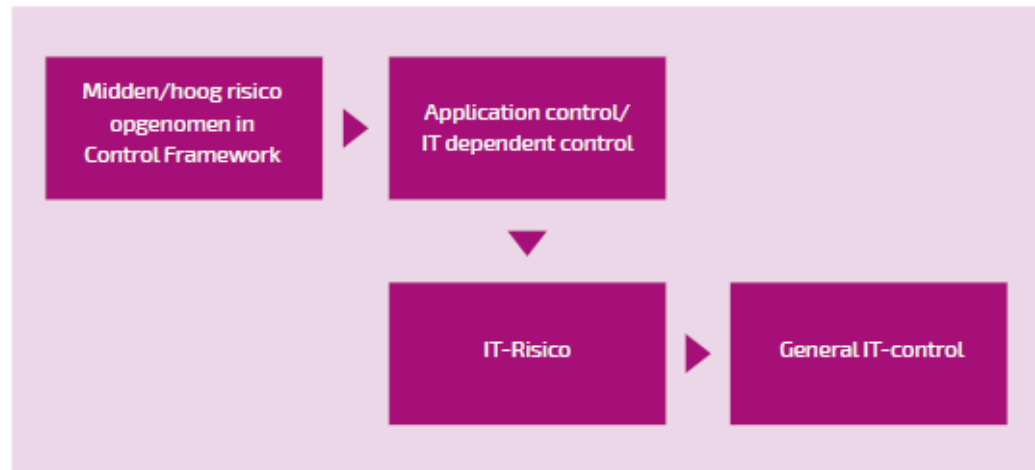 Midden/hoog risico
opgenomen in
Control Framework
Application control/
IT dependent control
IT-Risico
General IT-control